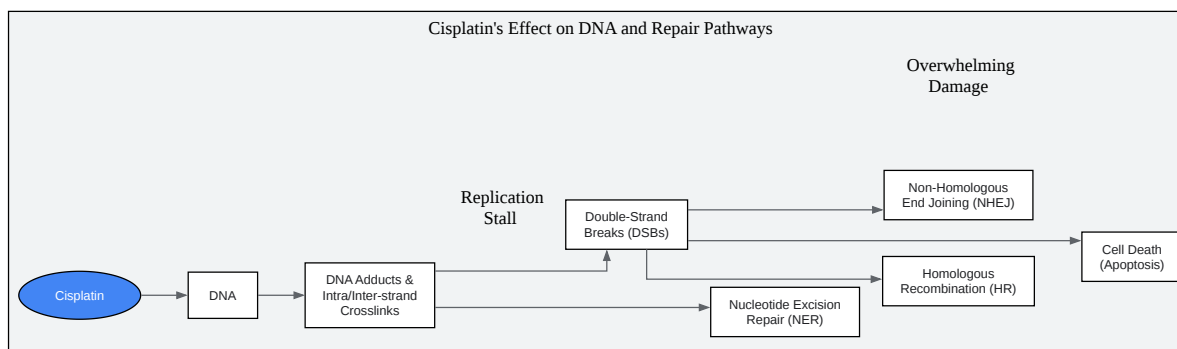 Cisplatin's Effect on DNA and Repair Pathways
Overwhelming
Damage
Replication
Stall
Non-Homologous
End Joining (NHEJ)
Double-Strand
Breaks (DSBs)
Cell Death
(Apoptosis)
Cisplatin
DNA
DNA Adducts &
Intra/Inter-strand
Crosslinks
Homologous
Recombination (HR)
Nucleotide Excision
Repair (NER)